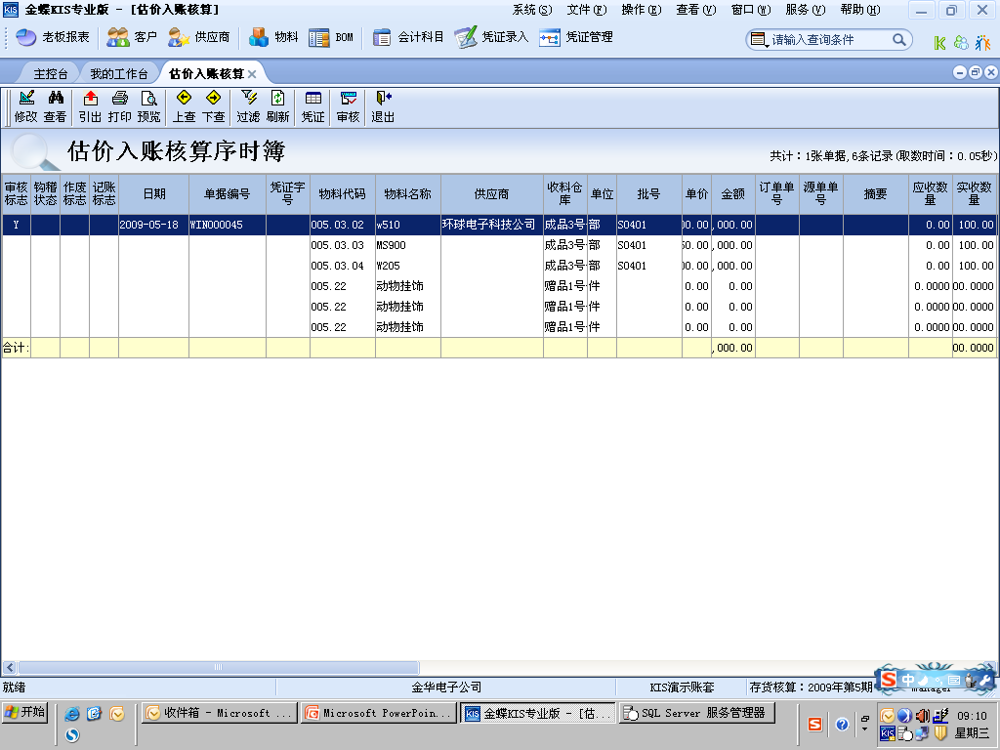 金蝶KIS专业版 - [估价入账核算]
系统(S) 文件(F) 操作(E) 查看(V) 窗口(W) 服务(V) 帮助(H)
老板报表 客户 供应商 物料 BOM 会计科目 凭证录入 凭证管理 请输入查询条件
主控台 我的工作台 估价入账核算
修改 查看 引出 打印 预览 上查 下查 过滤 刷新 凭证 审核 退出
估价入账核算序时簿
共计：1张单据,6条记录(取数时间：0.05秒)
审核标志 钩稽状态 作废标志 记账标志 日期 单据编号 凭证字号 物料代码 物料名称 供应商 收料仓库 单位 批号 单价 金额 订单单号 源单单号 摘要 应收数量 实收数量
Y 2009-05-18 WIN000045 005.03.02 w510 环球电子科技公司 成品3号 部 S0401 00.00 ,000.00 0.00 100.00
005.03.03 MS900 成品3号 部 S0401 50.00 ,000.00 0.00 100.00
005.03.04 W205 成品3号 部 S0401 00.00 ,000.00 0.00 100.00
005.22 动物挂饰 赠品1号 件 0.00 0.00 0.0000 00.0000
005.22 动物挂饰 赠品1号 件 0.00 0.00 0.0000 00.0000
005.22 动物挂饰 赠品1号 件 0.00 0.00 0.0000 00.0000
合计: ,000.00 00.0000
就绪 金华电子公司 KIS演示账套 存货核算：2009年第5期 manager
中
开始 收件箱 - Microsoft ... Microsoft PowerPoin... 金蝶KIS专业版 - [估... SQL Server 服务管理器
09:10
星期三